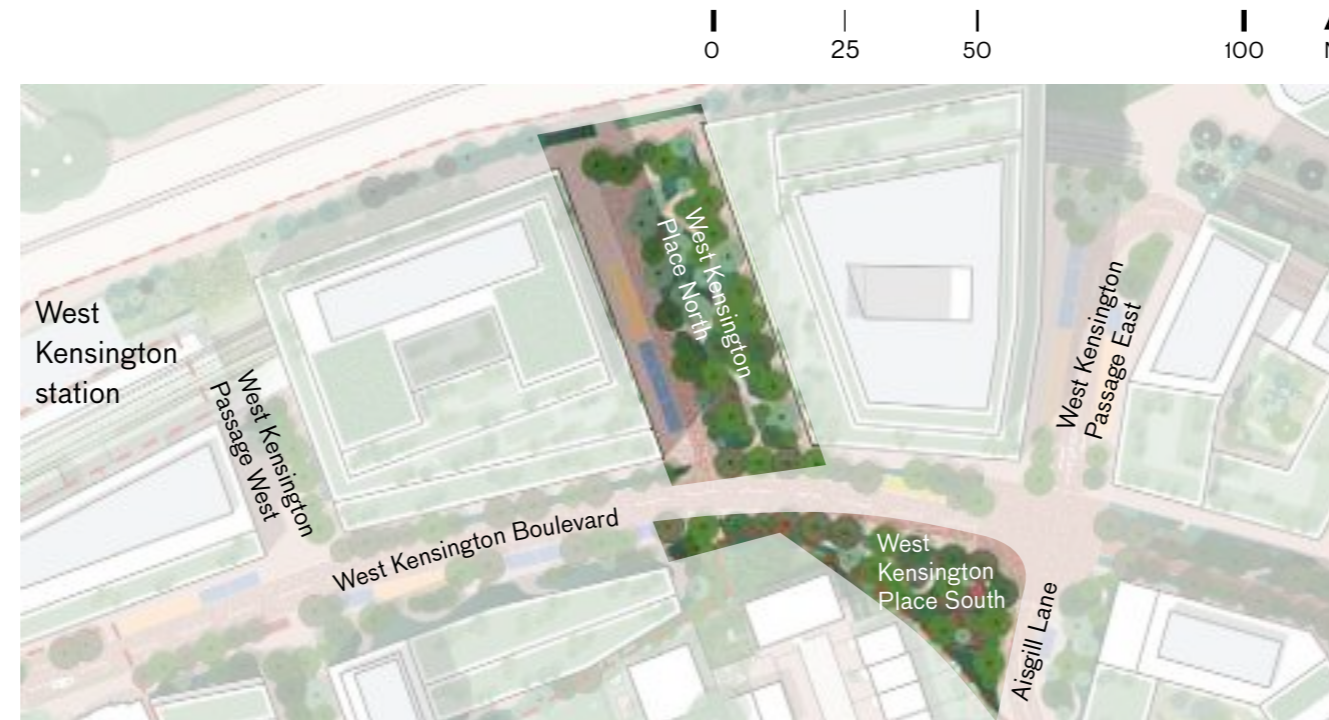 0 25 50 100 N
West
Kensington
station
West Kensington
Passage West
West Kensington Boulevard
West Kensington
Place North
West
Kensington
Place South
West Kensington
Passage East
Aisgill Lane